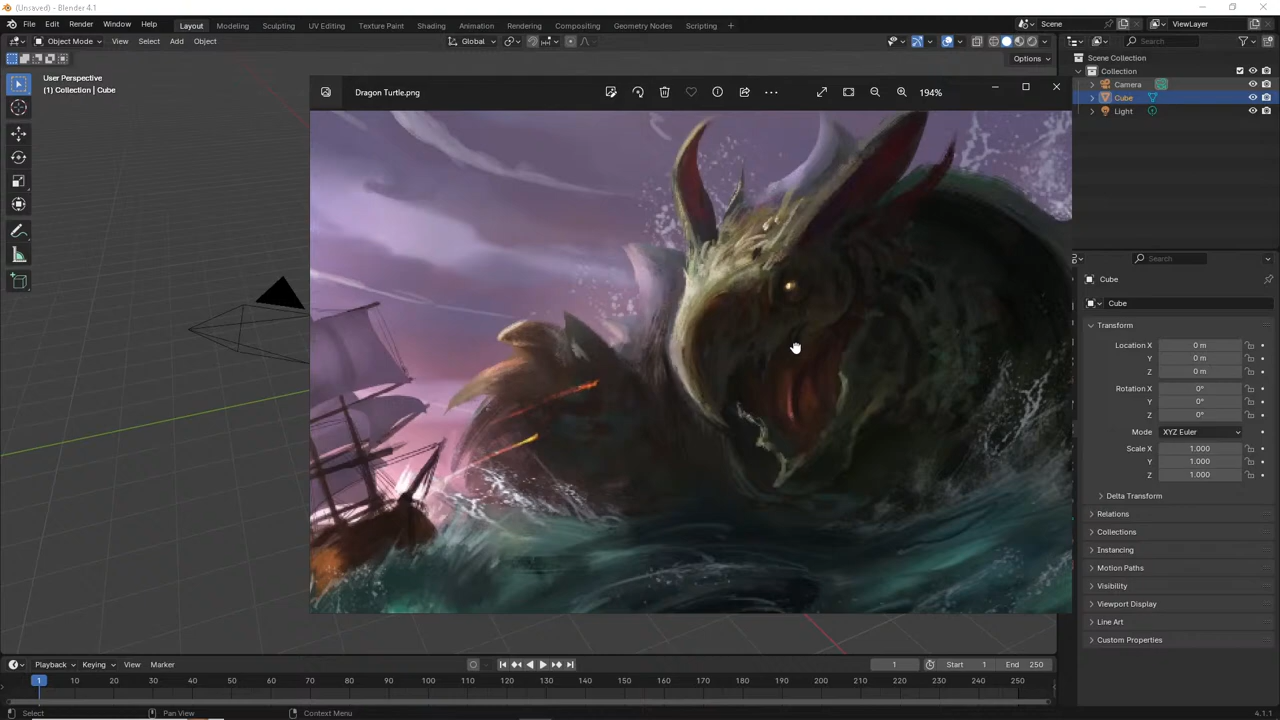 (Unsaved) - Blender 4.1
File Edit Render Window Help Layout Modeling Sculpting UV Editing Texture Paint Shading Animation Rendering Compositing Geometry Nodes Scripting + Scene ViewLayer
Object Mode View Select Add Object Global Search
Options
User Perspective
(1) Collection | Cube
Scene Collection
Collection
Camera
Cube
Light
Dragon Turtle.png 194%
Search
Cube
Cube
Transform
Location X 0 m
Y 0 m
Z 0 m
Rotation X 0°
Y 0°
Z 0°
Mode XYZ Euler
Scale X 1.000
Y 1.000
Z 1.000
Delta Transform
Relations
Collections
Instancing
Motion Paths
Visibility
Viewport Display
Line Art
Custom Properties
Playback Keying View Marker 1 Start 1 End 250
1 10 20 30 40 50 60 70 80 90 100 110 120 130 140 150 160 170 180 190 200 210 220 230 240 250
Select Pan View Context Menu 4.1.1